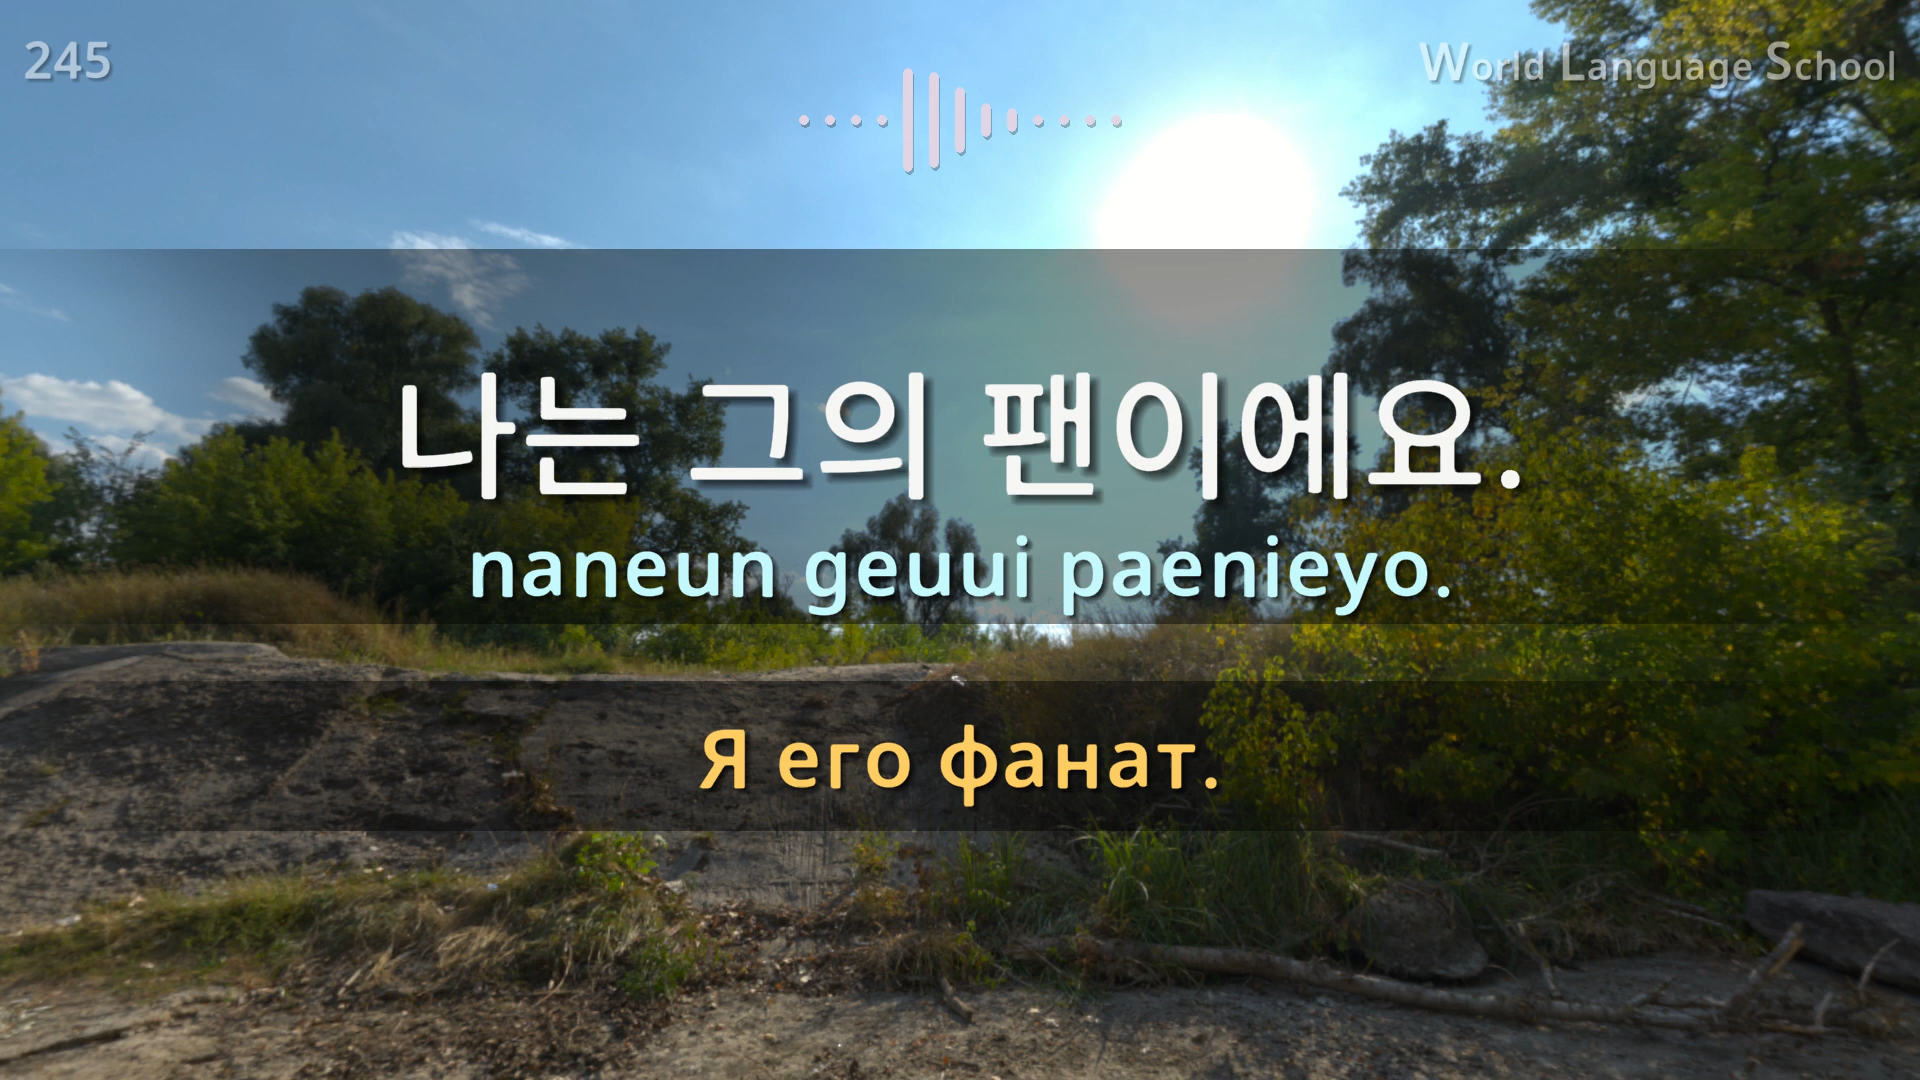 245
World Language School
나는 그의 팬이에요.
naneun geuui paenieyo.
Я его фанат.